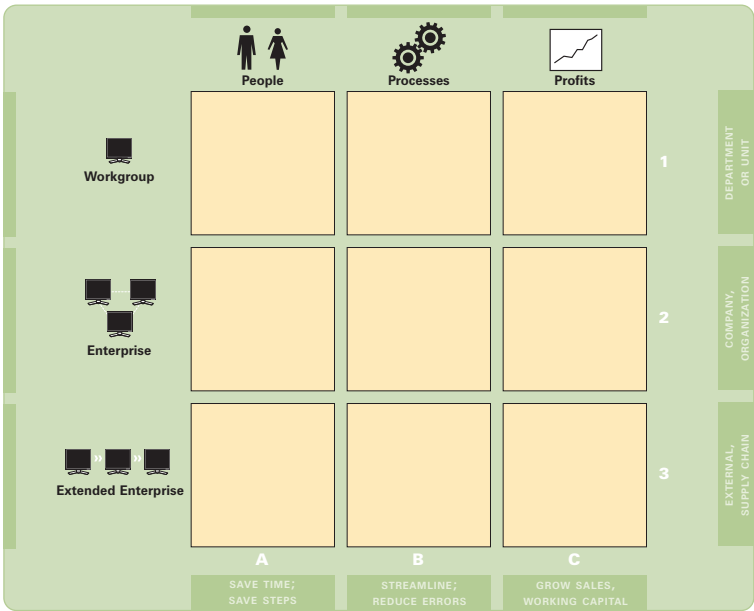 People
Processes
Profits
Workgroup
1
DEPARTMENT
OR UNIT
Enterprise
2
COMPANY,
ORGANIZATION
Extended Enterprise
3
EXTERNAL,
SUPPLY CHAIN
A
B
C
SAVE TIME;
SAVE STEPS
STREAMLINE;
REDUCE ERRORS
GROW SALES,
WORKING CAPITAL